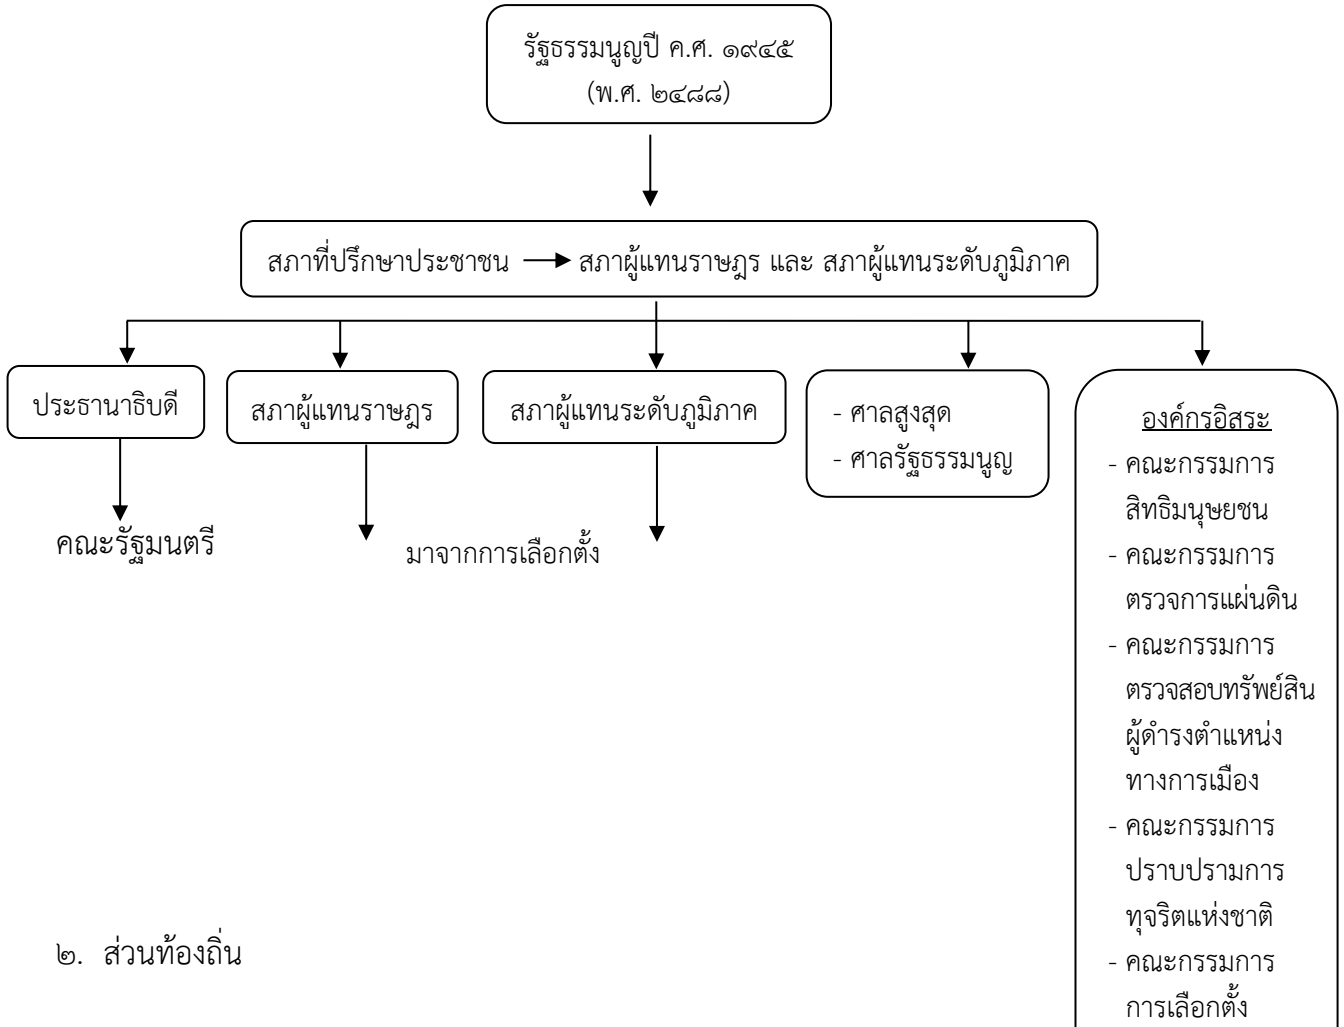 รัฐธรรมนูญปี ค.ศ. ๑๙๔๕
(พ.ศ. ๒๔๘๘)
สภาที่ปรึกษาประชาชน → สภาผู้แทนราษฎร และ สภาผู้แทนระดับภูมิภาค
ประธานาธิบดี
สภาผู้แทนราษฎร
สภาผู้แทนระดับภูมิภาค
- ศาลสูงสุด
- ศาลรัฐธรรมนูญ
องค์กรอิสระ
- คณะกรรมการ
สิทธิมนุษยชน
- คณะกรรมการ
ตรวจการแผ่นดิน
- คณะกรรมการ
ตรวจสอบทรัพย์สิน
ผู้ดำรงตำแหน่ง
ทางการเมือง
- คณะกรรมการ
ปราบปรามการ
ทุจริตแห่งชาติ
- คณะกรรมการ
การเลือกตั้ง
คณะรัฐมนตรี
มาจากการเลือกตั้ง
๒. ส่วนท้องถิ่น